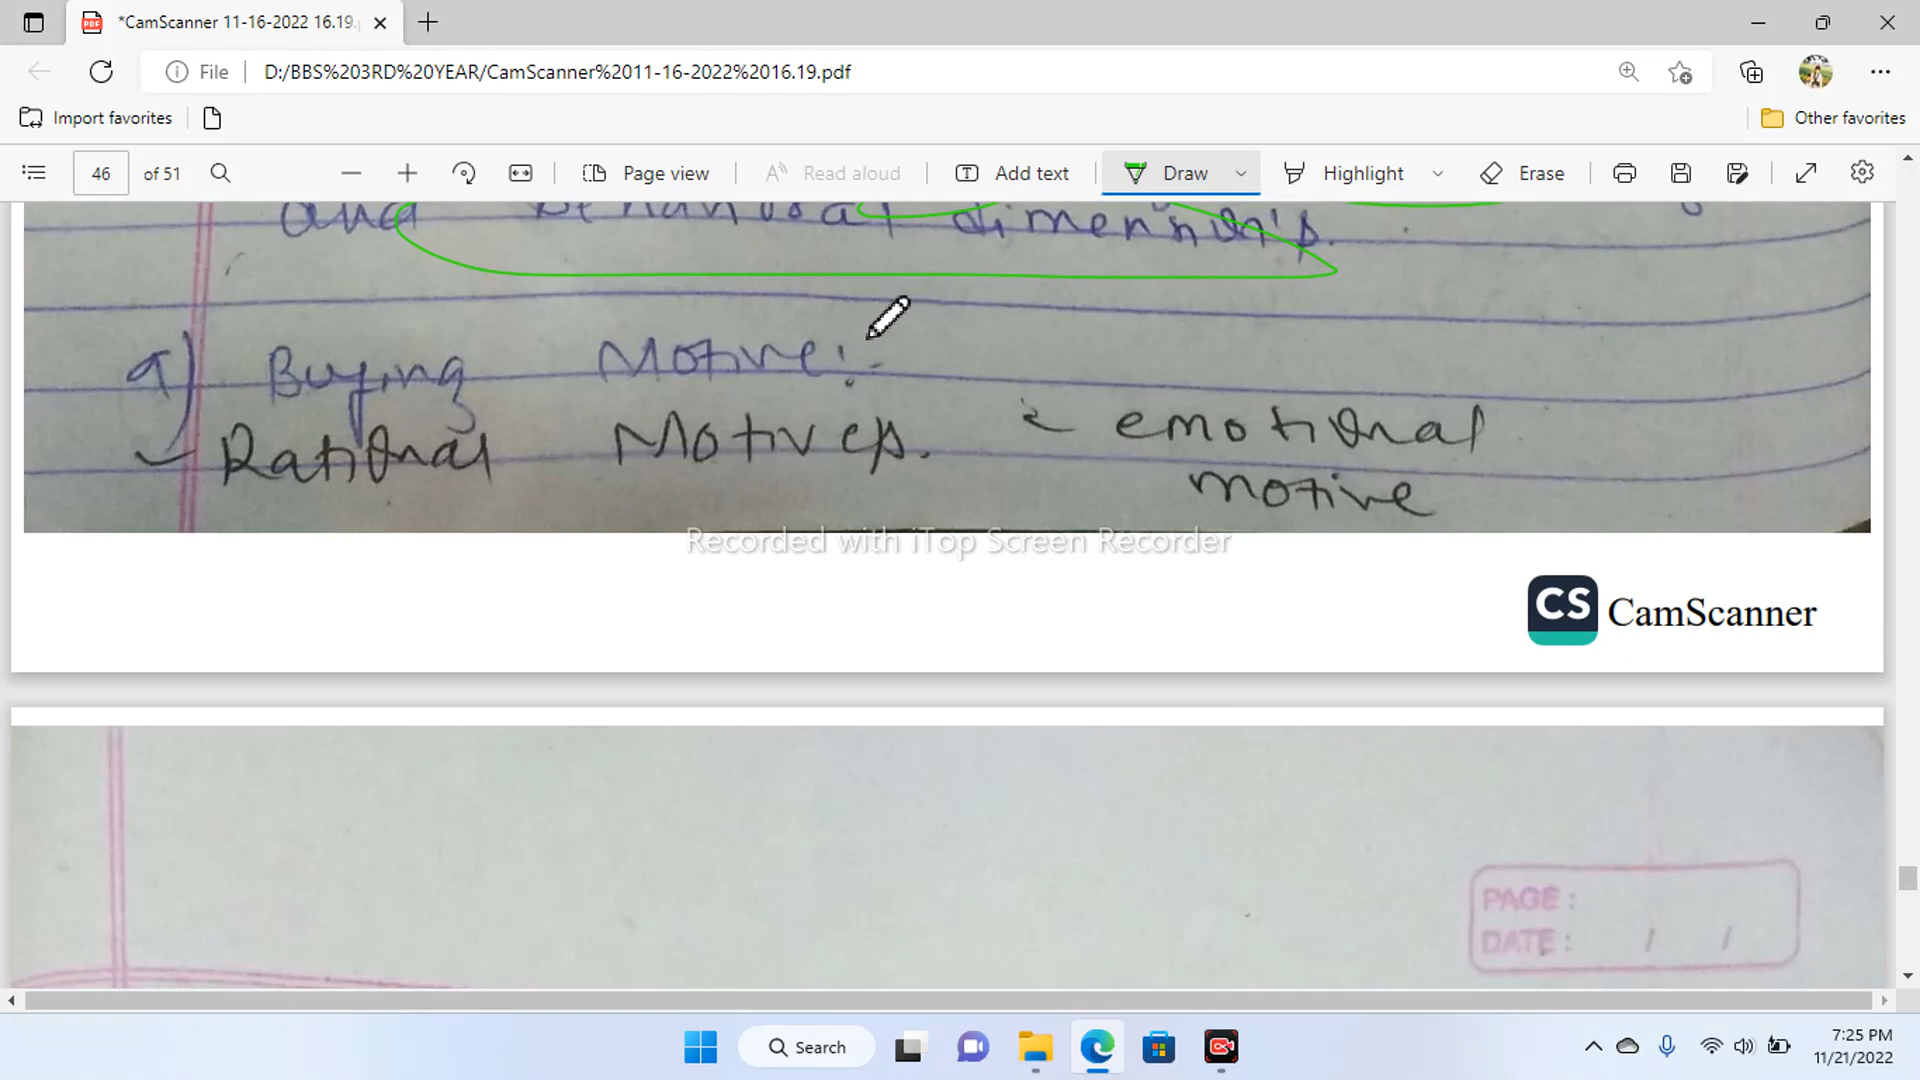 *CamScanner 11-16-2022 16.19.
File
D:/BBS%203RD%20YEAR/CamScanner%2011-16-2022%2016.19.pdf
Import favorites
Other favorites
46 of 51
Page view
Read aloud
Add text
Draw
Highlight
Erase
and behavioral dimensions.
a) Buying Motive:-
- Rational Motives. emotional
motive
Recorded with iTop Screen Recorder
CS CamScanner
PAGE:
DATE: / /
Search
7:25 PM
11/21/2022